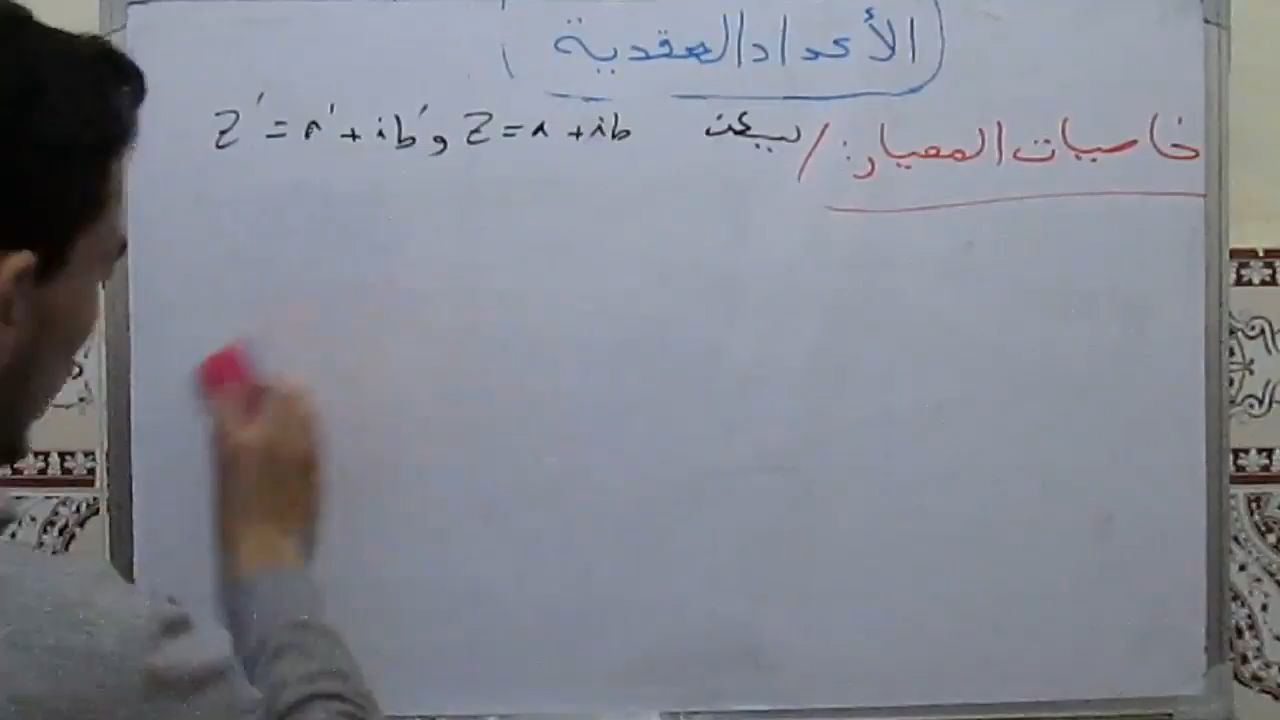 الأعداد العقدية
خاصيات المعيار: / ليكن Z = a + ib و Z' = a' + ib'